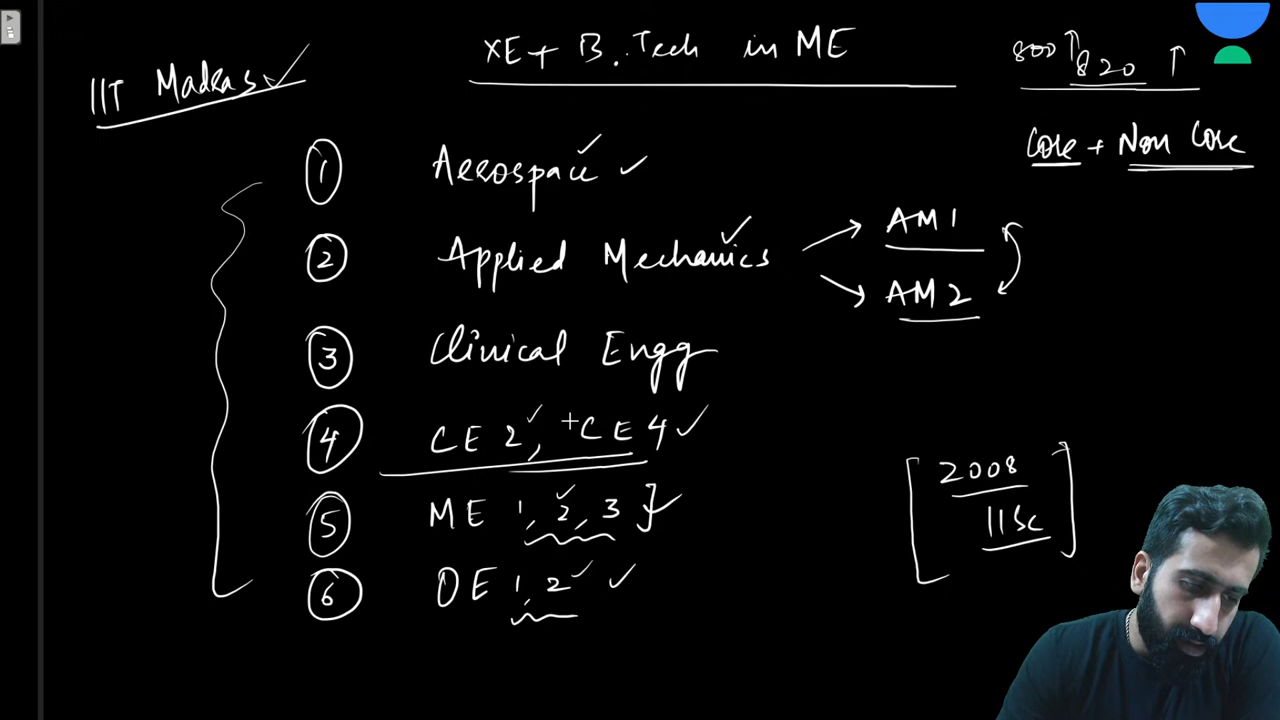 XE + B.Tech in ME
800 ↑ 820 ↑
IIT Madras ✓
Core + Non Core
1 Aerospace ✓ ✓
2 Applied Mechanics ✓ → AM1
→ AM2
3 Clinical Engg
4 CE 2 ✓, + CE 4 ✓
5 ME 1, 2 ✓, 3 } ✓
6 OE 1, 2 ✓ ✓
[2008
IISc]